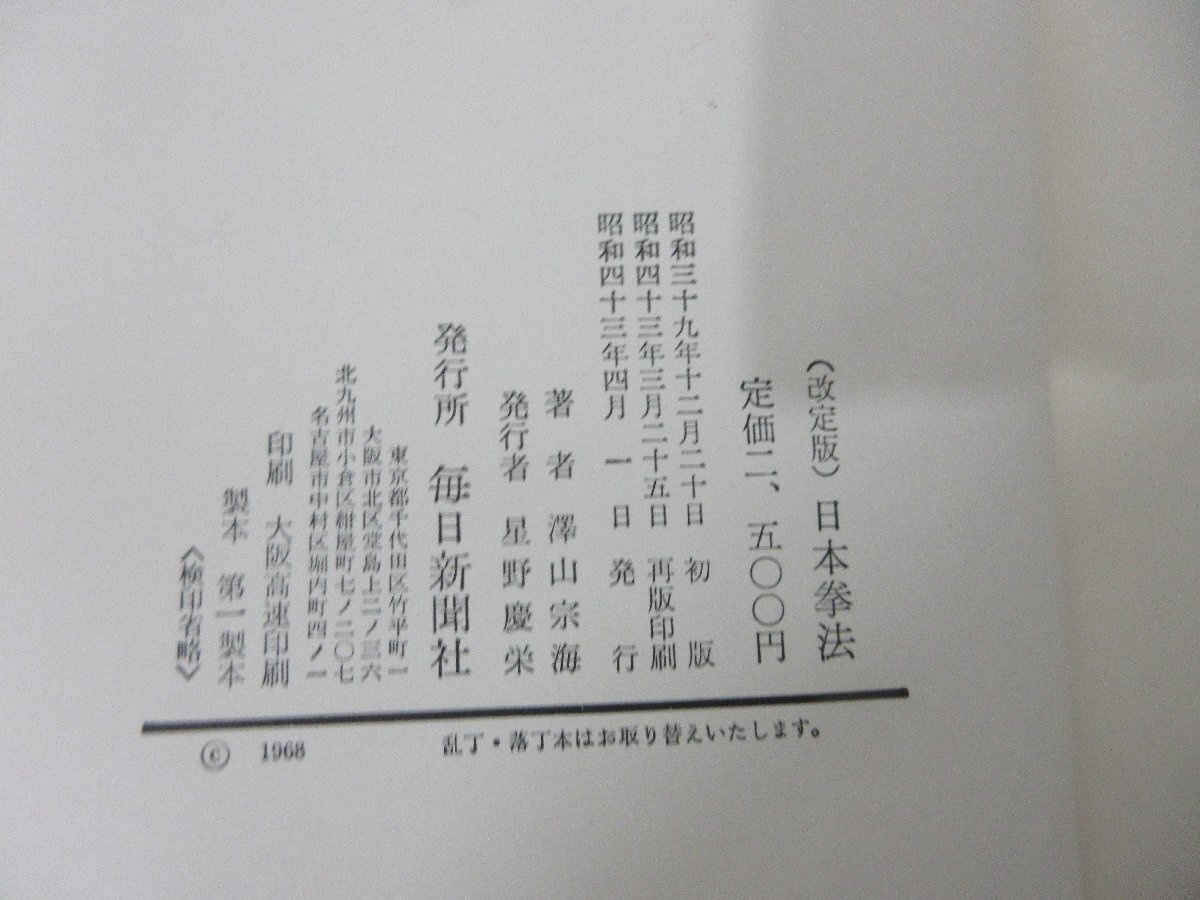 （改定版）日本拳法
定価二、五〇〇円
昭和三十九年十二月二十日 初版
昭和四十三年三月二十五日 再版印刷
昭和四十三年四月一日 発行
著者 澤山宗海
発行者 星野慶栄
発行所 毎日新聞社
東京都千代田区竹平町一
大阪市北区堂島上二ノ三六
北九州市小倉区紺屋町七ノ二〇七
名古屋市中村区堀内町四ノ一
印刷 大阪高速印刷
製本 第一製本
〈検印省略〉
乱丁・落丁本はお取り替えいたします。
© 1968